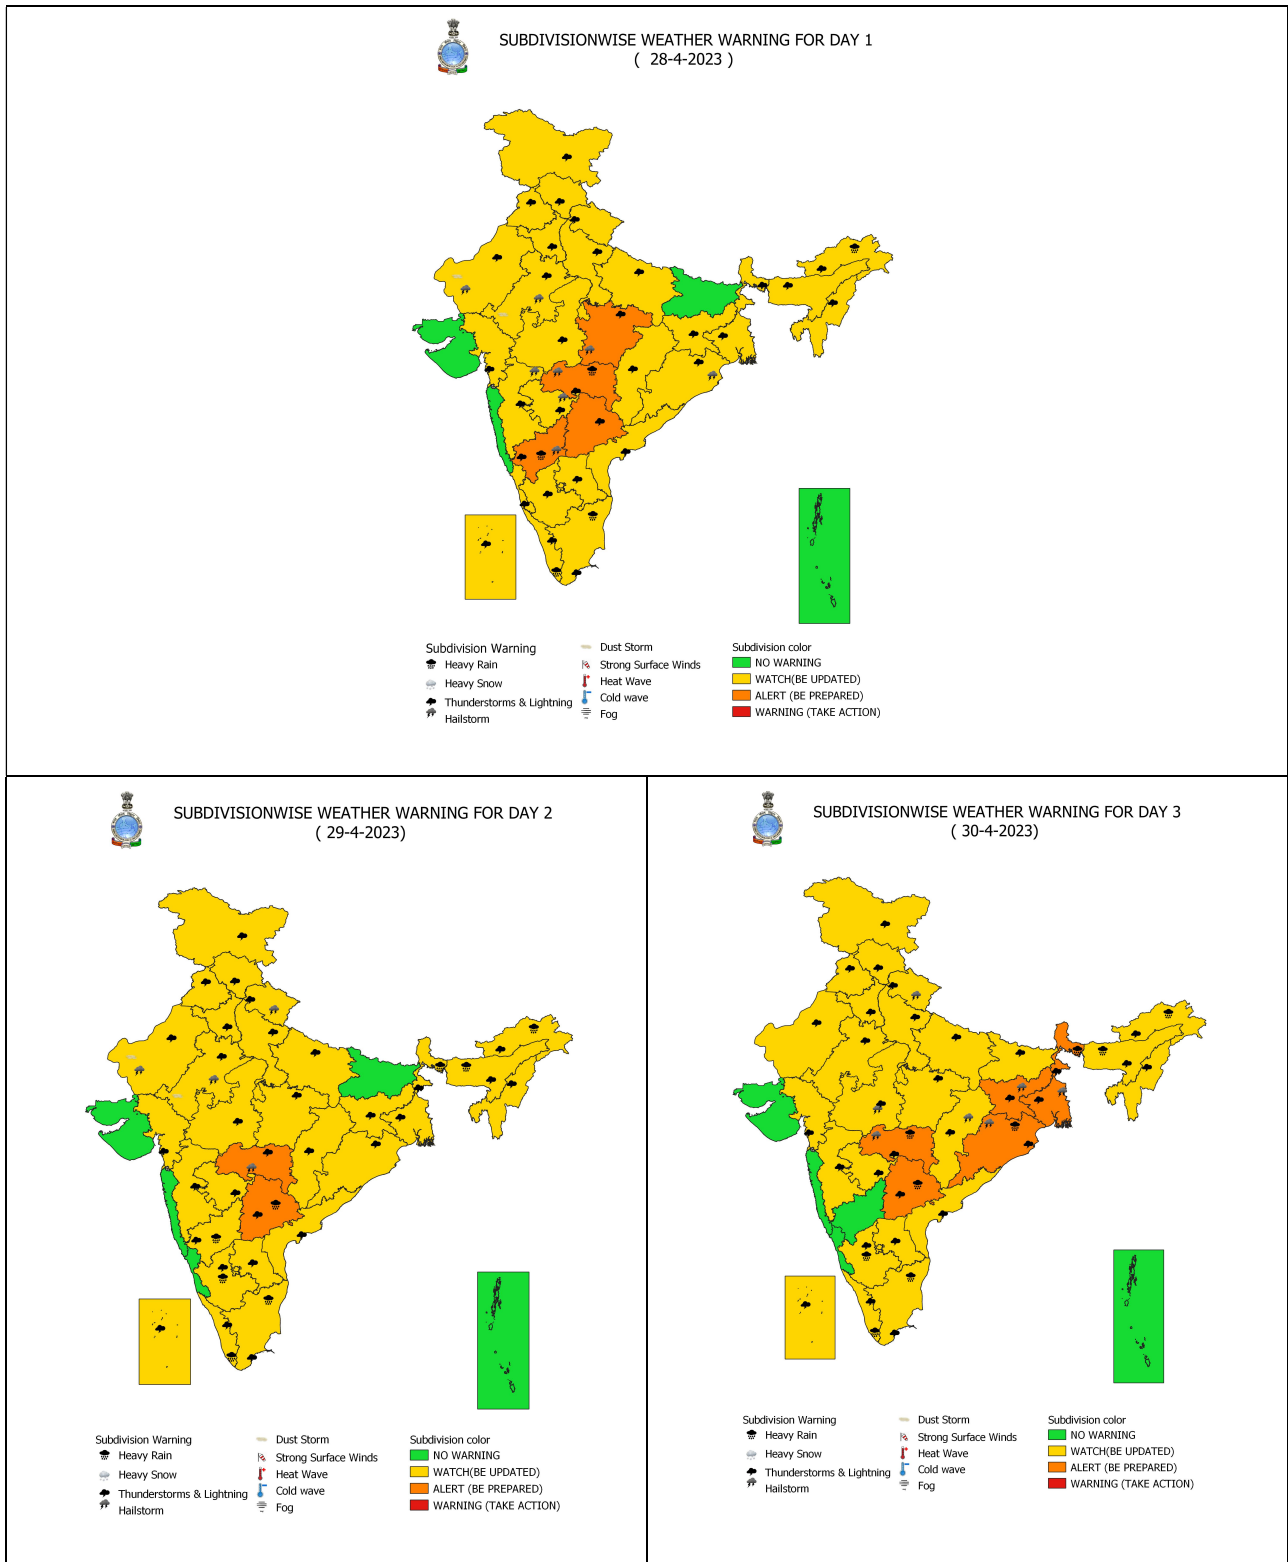 SUBDIVISIONWISE WEATHER WARNING FOR DAY 1
( 28-4-2023 )
Subdivision Warning
Heavy Rain
Heavy Snow
Thunderstorms & Lightning
Hailstorm
Dust Storm
Strong Surface Winds
Heat Wave
Cold wave
Fog
Subdivision color
NO WARNING
WATCH(BE UPDATED)
ALERT (BE PREPARED)
WARNING (TAKE ACTION)
SUBDIVISIONWISE WEATHER WARNING FOR DAY 2
( 29-4-2023)
Subdivision Warning
Heavy Rain
Heavy Snow
Thunderstorms & Lightning
Hailstorm
Dust Storm
Strong Surface Winds
Heat Wave
Cold wave
Fog
Subdivision color
NO WARNING
WATCH(BE UPDATED)
ALERT (BE PREPARED)
WARNING (TAKE ACTION)
SUBDIVISIONWISE WEATHER WARNING FOR DAY 3
( 30-4-2023)
Subdivision Warning
Heavy Rain
Heavy Snow
Thunderstorms & Lightning
Hailstorm
Dust Storm
Strong Surface Winds
Heat Wave
Cold wave
Fog
Subdivision color
NO WARNING
WATCH(BE UPDATED)
ALERT (BE PREPARED)
WARNING (TAKE ACTION)